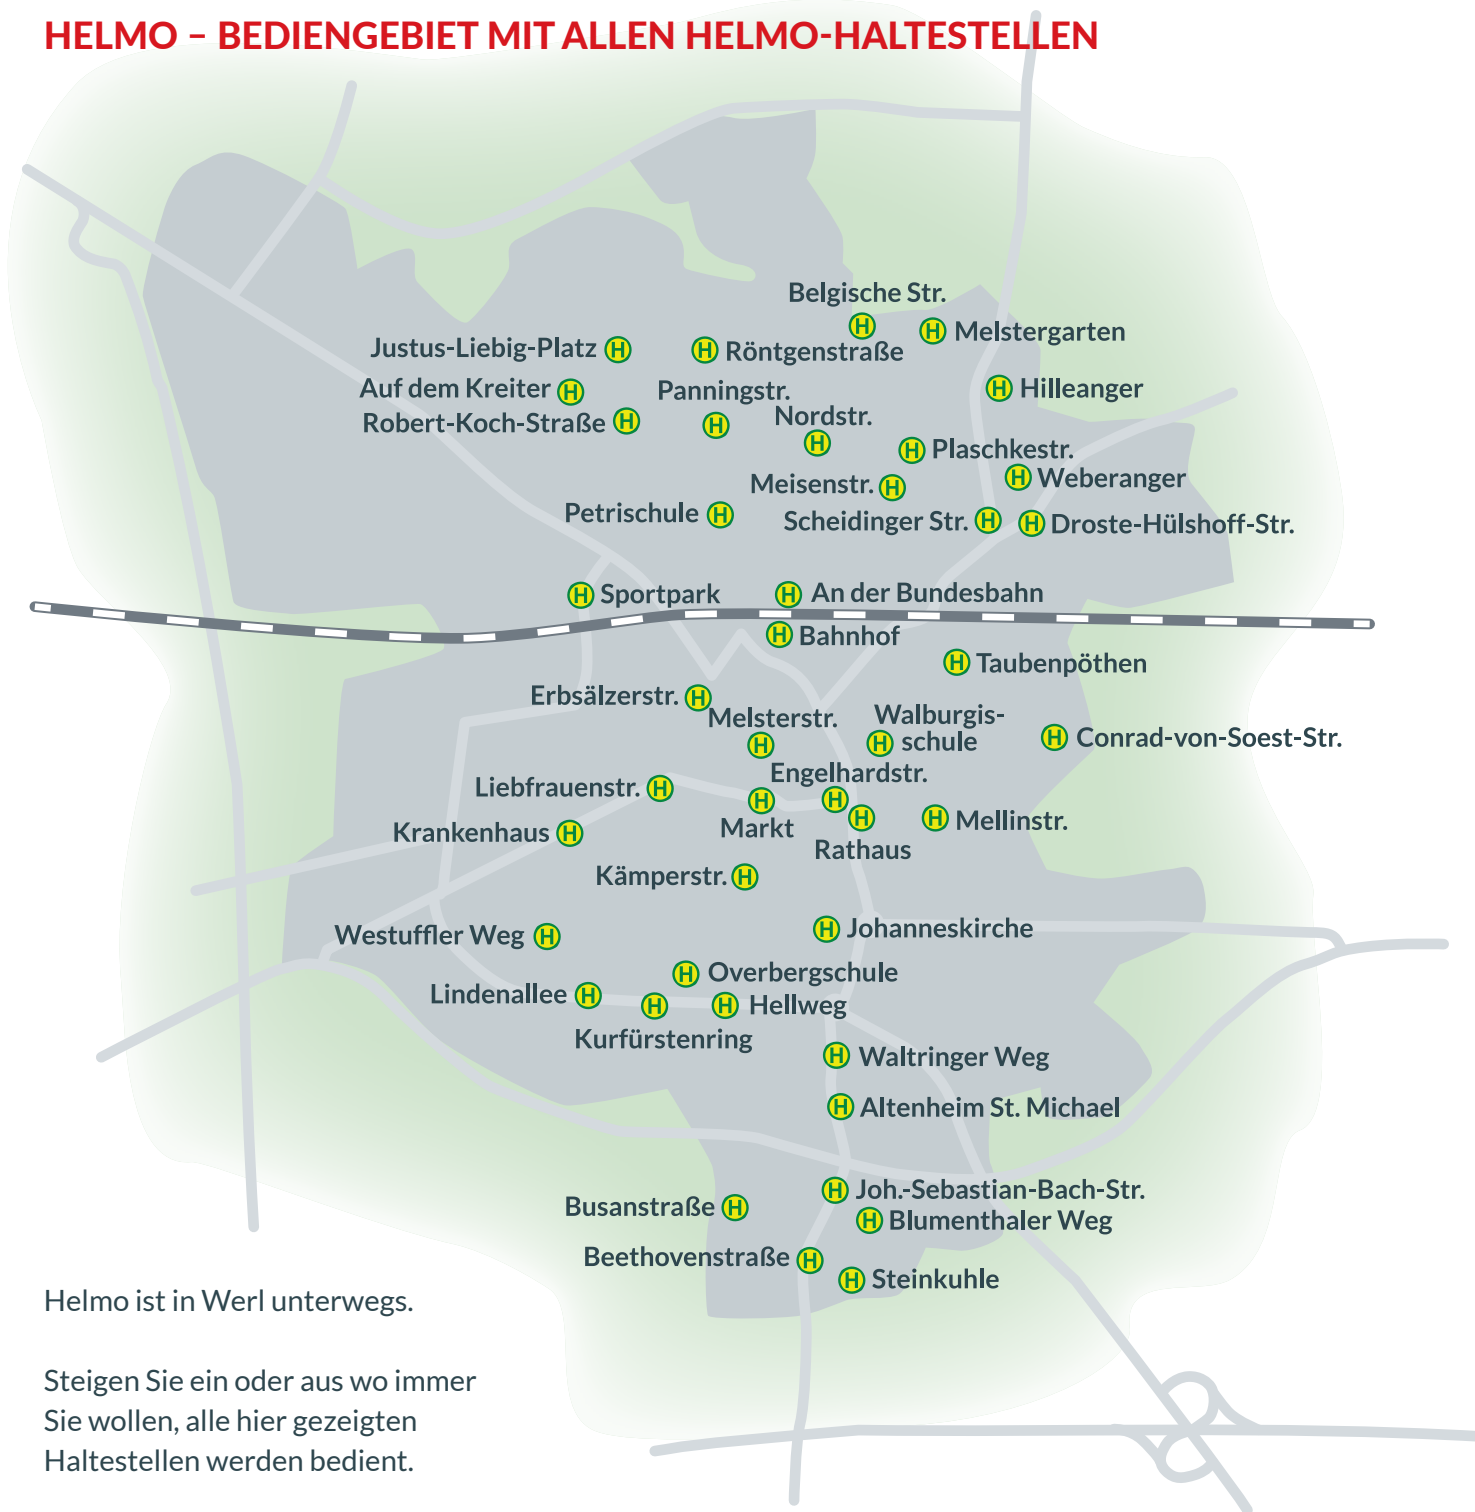 HELMO – BEDIENGEBIET MIT ALLEN HELMO-HALTESTELLEN
Belgische Str.
H
H Melstergarten
Justus-Liebig-Platz H
H Röntgenstraße
Auf dem Kreiter H
Panningstr.
H
H Hilleanger
Robert-Koch-Straße H
Nordstr.
H
H Plaschkestr.
Meisenstr. H
H Weberanger
Petrischule H
Scheidinger Str. H
H Droste-Hülshoff-Str.
H Sportpark
H An der Bundesbahn
H Bahnhof
H Taubenpöthen
Erbsälzerstr. H
Melsterstr.
H
Walburgis-
H schule
H Conrad-von-Soest-Str.
Engelhardstr.
H
Liebfrauenstr. H
H
Markt
H
Rathaus
H Mellinstr.
Krankenhaus H
Kämperstr. H
Westuffler Weg H
H Johanneskirche
H Overbergschule
Lindenallee H
H
Kurfürstenring
H Hellweg
H Waltringer Weg
H Altenheim St. Michael
H Joh.-Sebastian-Bach-Str.
Busanstraße H
H Blumenthaler Weg
Beethovenstraße H
H Steinkuhle
Helmo ist in Werl unterwegs.
Steigen Sie ein oder aus wo immer
Sie wollen, alle hier gezeigten
Haltestellen werden bedient.